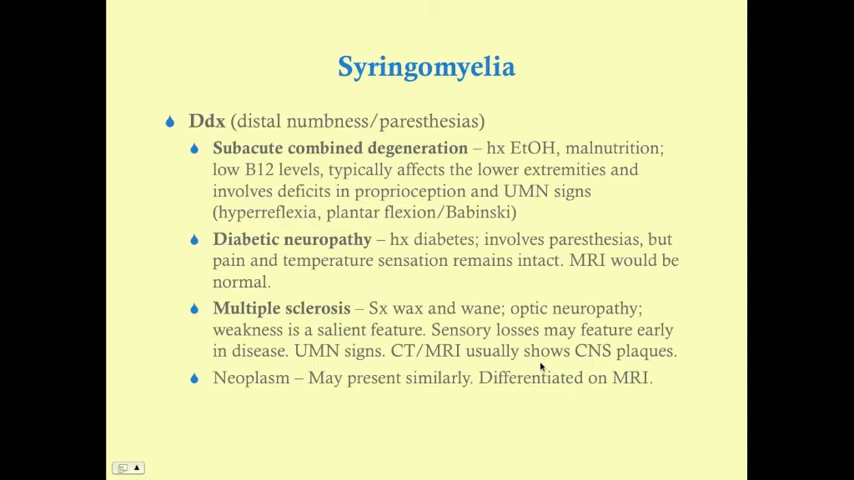 Syringomyelia
Ddx (distal numbness/paresthesias)
Subacute combined degeneration – hx EtOH, malnutrition;
low B12 levels, typically affects the lower extremities and
involves deficits in proprioception and UMN signs
(hyperreflexia, plantar flexion/Babinski)
Diabetic neuropathy – hx diabetes; involves paresthesias, but
pain and temperature sensation remains intact. MRI would be
normal.
Multiple sclerosis – Sx wax and wane; optic neuropathy;
weakness is a salient feature. Sensory losses may feature early
in disease. UMN signs. CT/MRI usually shows CNS plaques.
Neoplasm – May present similarly. Differentiated on MRI.